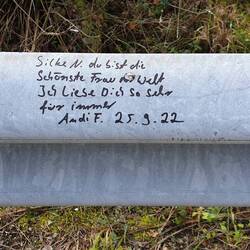 Silke N. du bist die
schönste Frau der Welt
Ich Liebe Dich so sehr
für immer
Andi F. 25.9.22